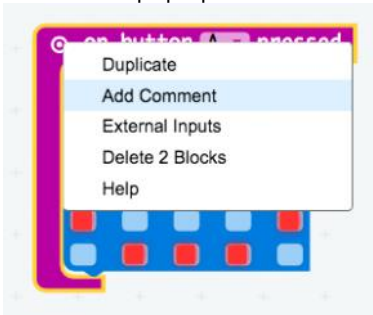 on button A pressed
Duplicate
Add Comment
External Inputs
Delete 2 Blocks
Help